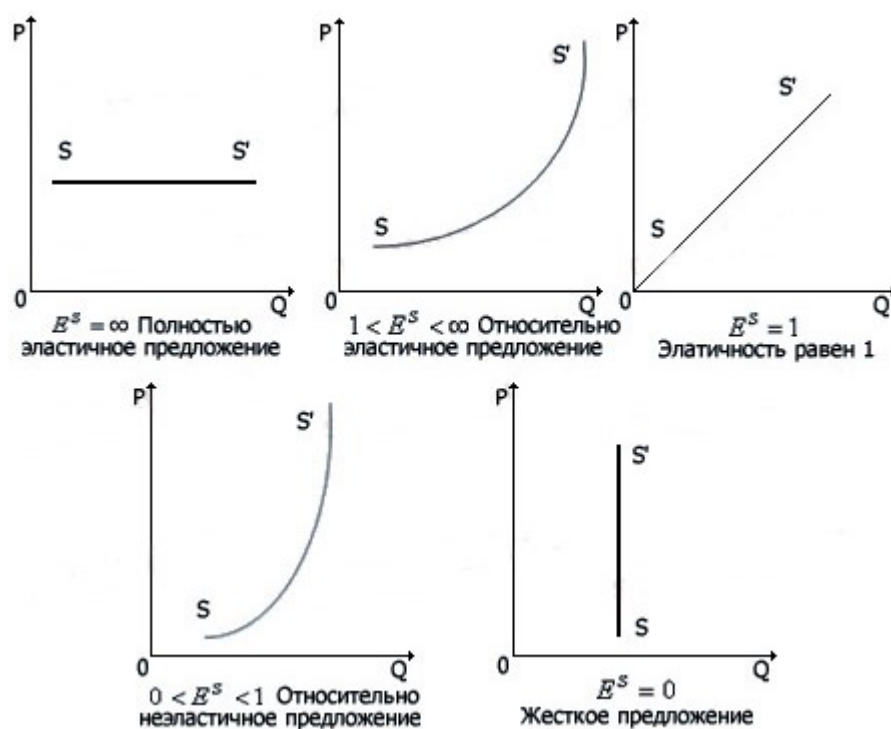 P
S S'
0 Q
E^S = ∞ Полностью
эластичное предложение
P
S'
S
0 Q
1 < E^S < ∞ Относительно
эластичное предложение
P
S'
S
0 Q
E^S = 1
Элатичность равен 1
P
S'
S
0 Q
0 < E^S < 1 Относительно
неэластичное предложение
P
S'
S
0 Q
E^S = 0
Жесткое предложение